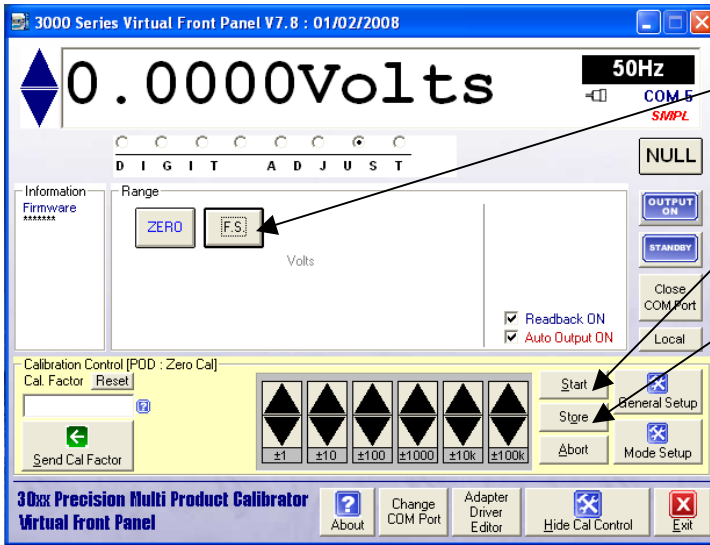 3000 Series Virtual Front Panel V7.8 : 01/02/2008
0.0000Volts
50Hz
COM 5
SMPL
DIGIT ADJUST
NULL
Information
Firmware
*******
Range
ZERO
F.S.
Volts
Readback ON
Auto Output ON
OUTPUT ON
STANDBY
Close
COM Port
Local
Calibration Control [POD : Zero Cal]
Cal. Factor Reset
?
Send Cal Factor
±1 ±10 ±100 ±1000 ±10k ±100k
Start
Store
Abort
General Setup
Mode Setup
30xx Precision Multi Product Calibrator
Virtual Front Panel
?
About
Change
COM Port
Adapter
Driver
Editor
Hide Cal Control
X
Exit